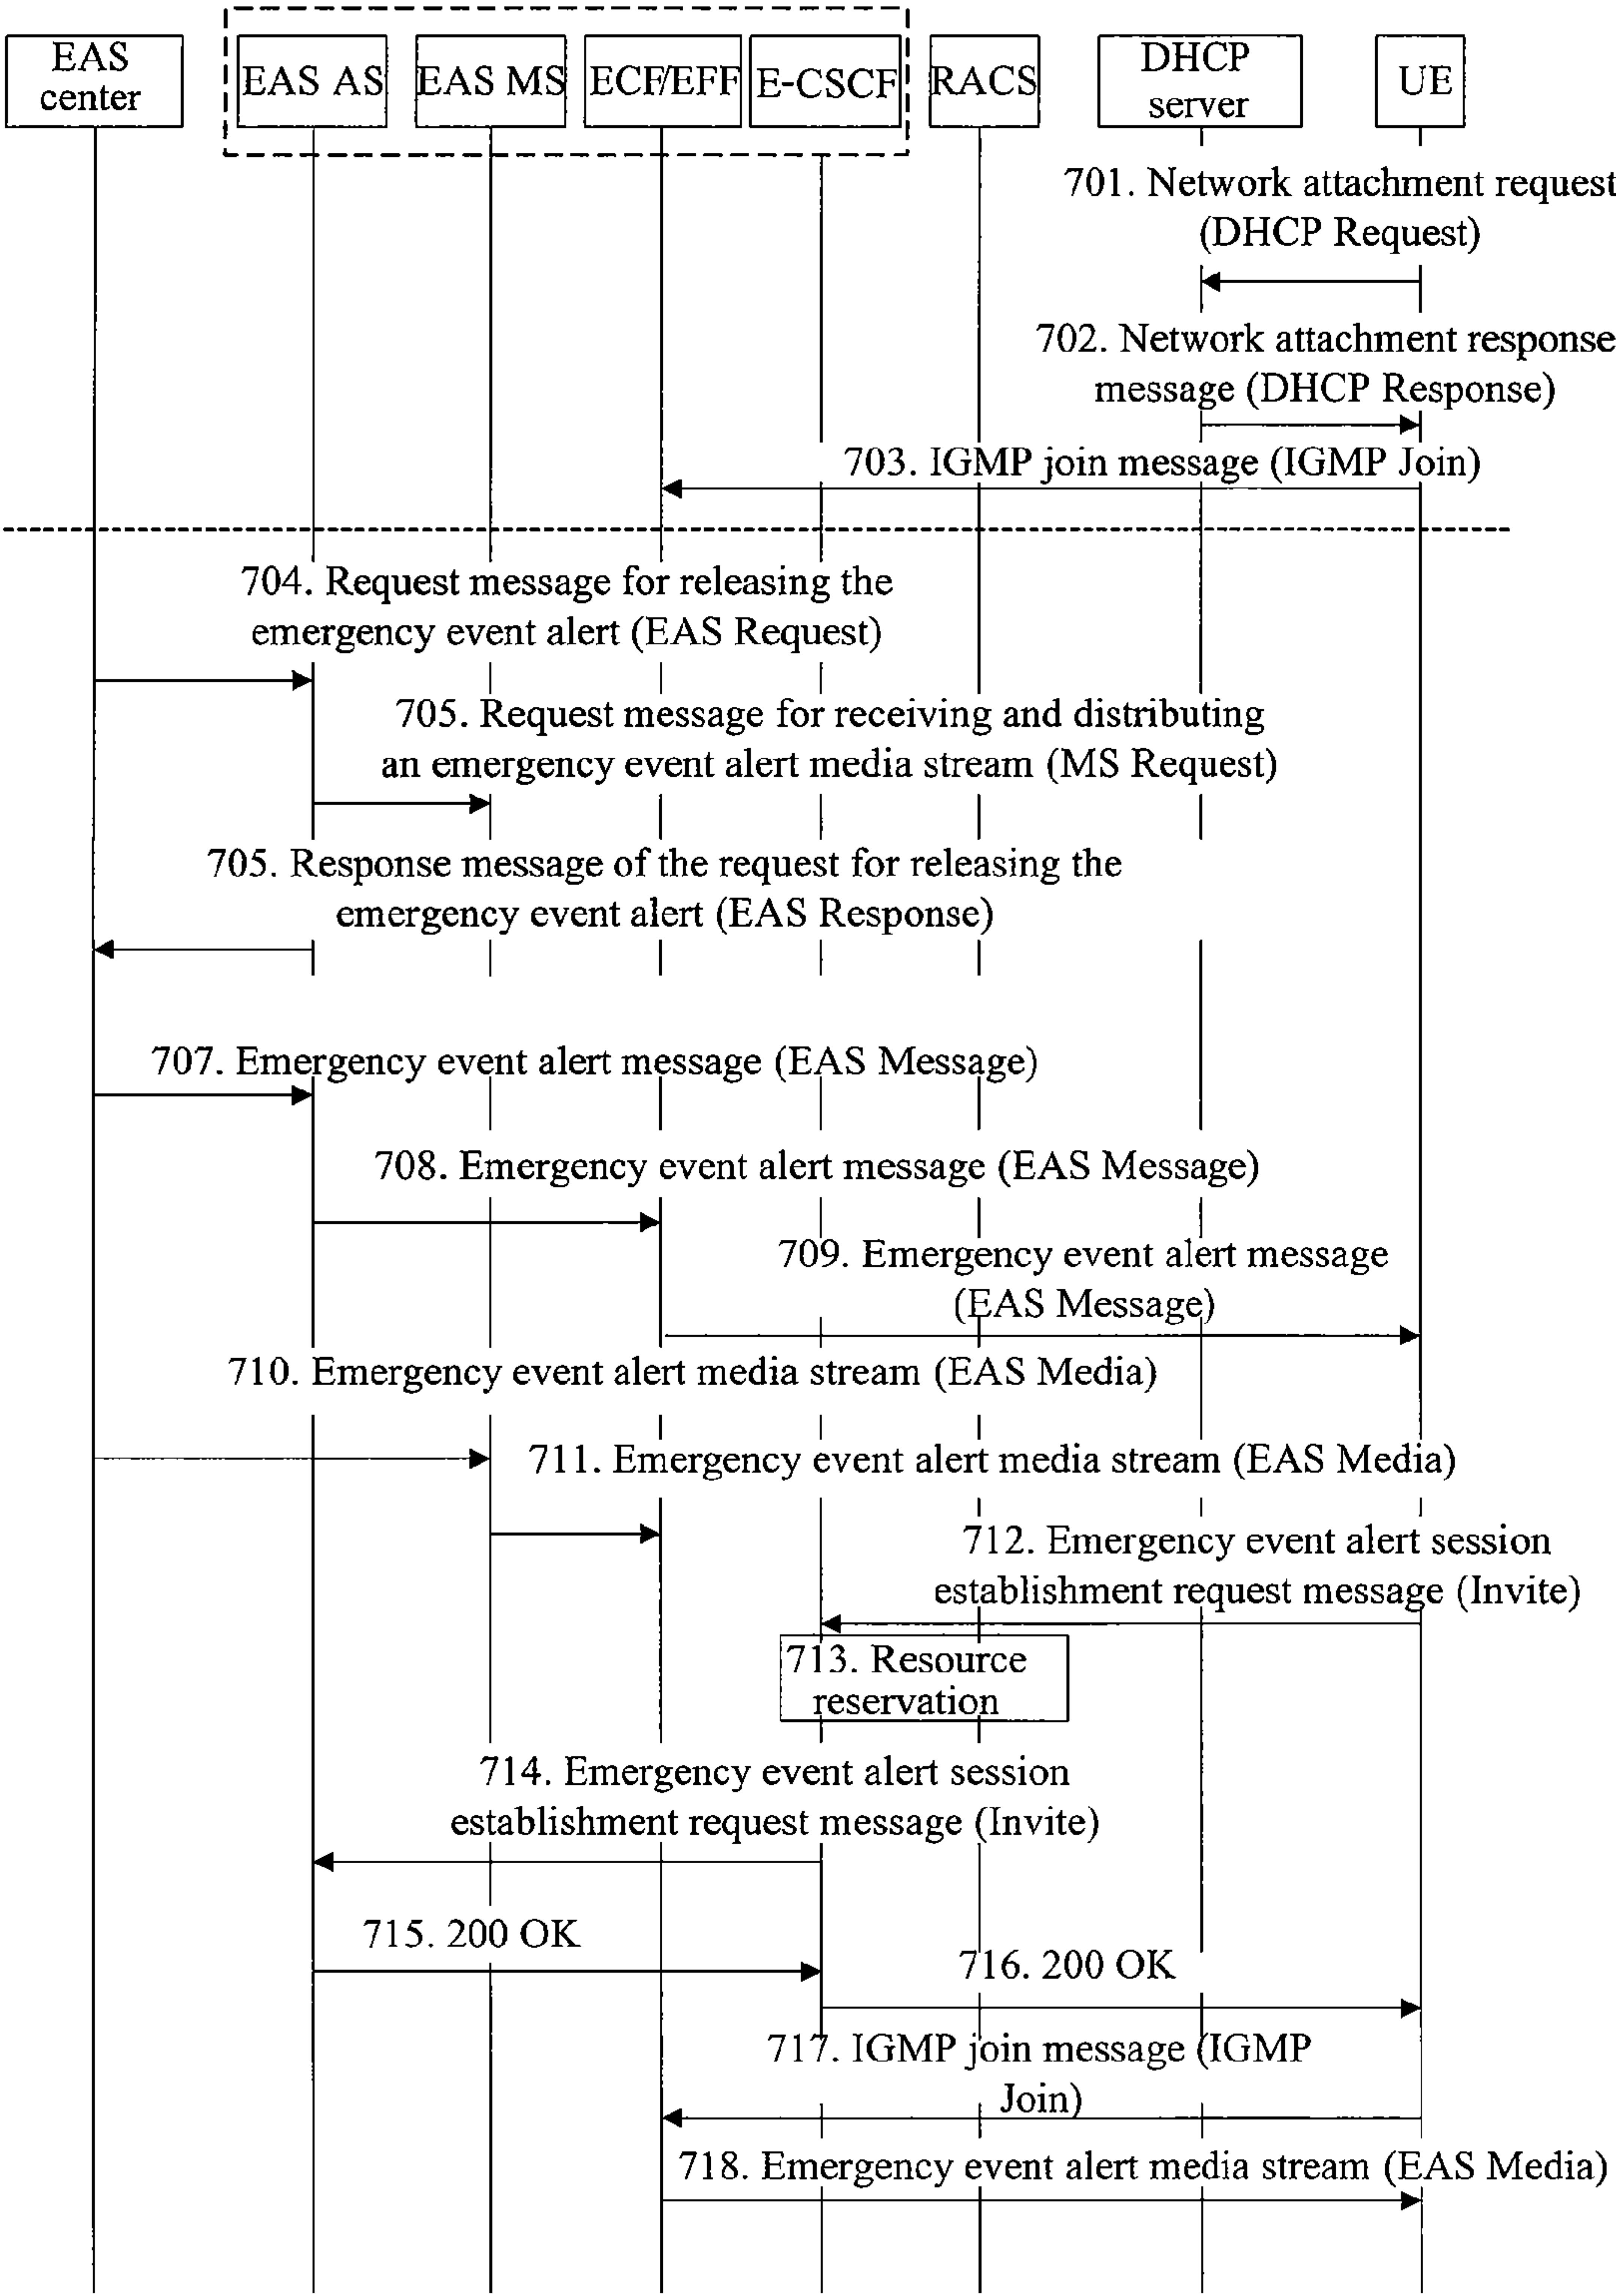 EAS
center
EAS AS
EAS MS
ECF/EFF
E-CSCF
RACS
DHCP
server
UE
701. Network attachment request
(DHCP Request)
702. Network attachment response
message (DHCP Response)
703. IGMP join message (IGMP Join)
704. Request message for releasing the
emergency event alert (EAS Request)
705. Request message for receiving and distributing
an emergency event alert media stream (MS Request)
705. Response message of the request for releasing the
emergency event alert (EAS Response)
707. Emergency event alert message (EAS Message)
708. Emergency event alert message (EAS Message)
709. Emergency event alert message
(EAS Message)
710. Emergency event alert media stream (EAS Media)
711. Emergency event alert media stream (EAS Media)
712. Emergency event alert session
establishment request message (Invite)
713. Resource
reservation
714. Emergency event alert session
establishment request message (Invite)
715. 200 OK
716. 200 OK
717. IGMP join message (IGMP
Join)
718. Emergency event alert media stream (EAS Media)